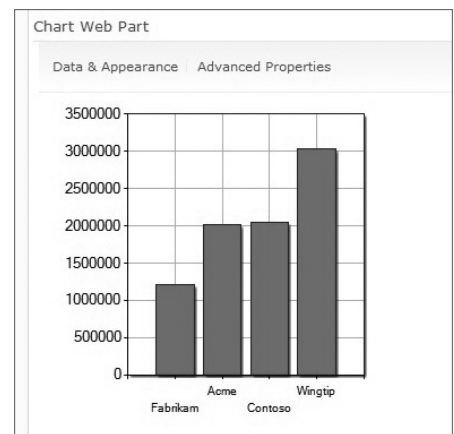 Chart Web Part
Data & Appearance Advanced Properties
3500000
3000000
2500000
2000000
1500000
1000000
500000
0
Acme Wingtip
Fabrikam Contoso